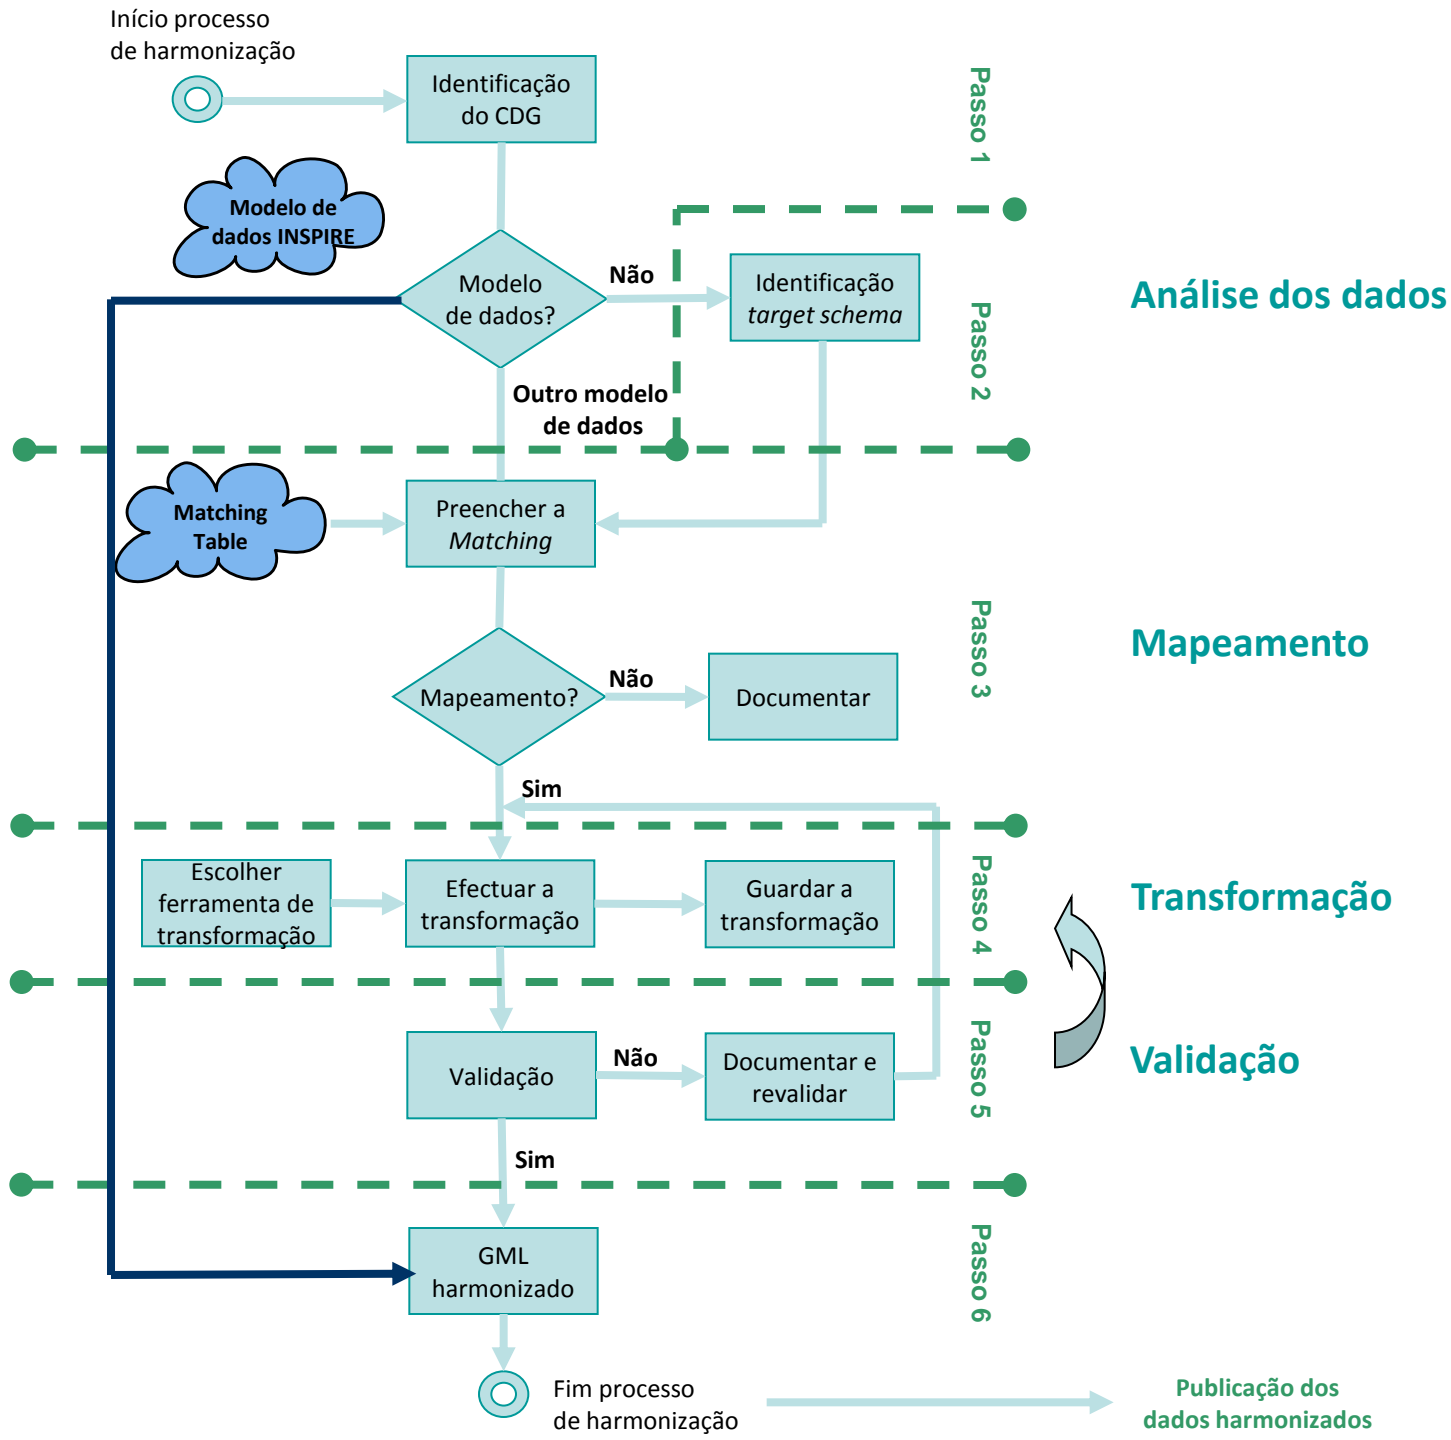 Início processo
de harmonização
Identificação
do CDG
Passo 1
Modelo de
dados INSPIRE
Modelo
de dados?
Não
Identificação
target schema
Passo 2
Análise dos dados
Outro modelo
de dados
Matching
Table
Preencher a
Matching
Passo 3
Mapeamento
Mapeamento?
Não
Documentar
Sim
Escolher
ferramenta de
transformação
Efectuar a
transformação
Guardar a
transformação
Passo 4
Transformação
Validação
Não
Documentar e
revalidar
Passo 5
Validação
Sim
GML
harmonizado
Passo 6
Fim processo
de harmonização
Publicação dos
dados harmonizados